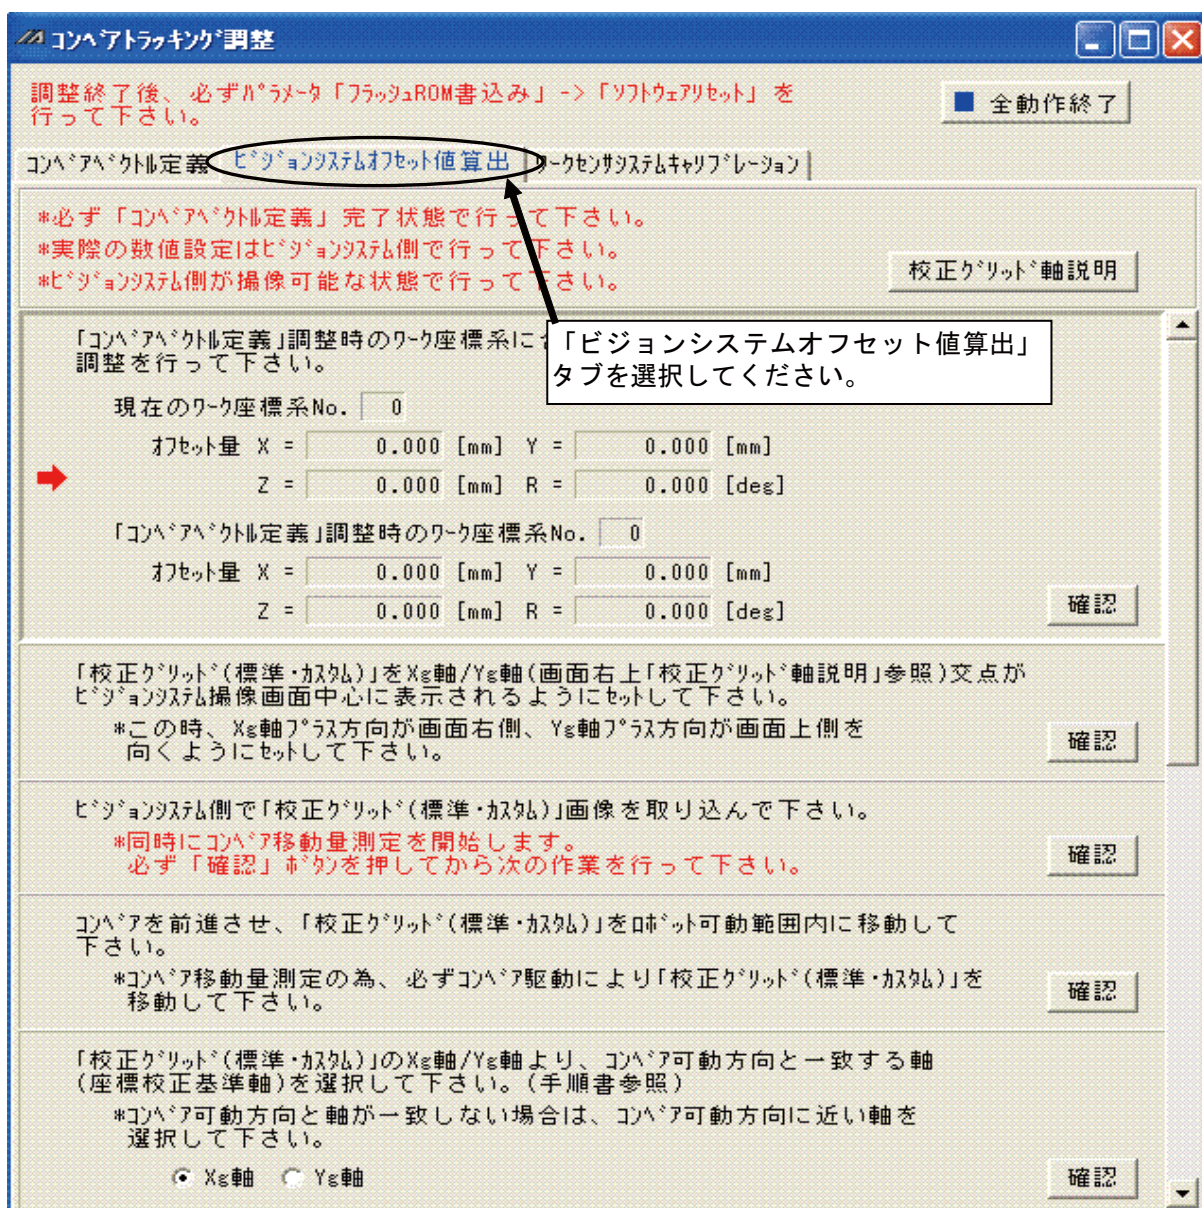 コンベアトラッキング調整
調整終了後、必ずパラメータ「フラッシュROM書込み」->「ソフトウェアリセット」を
行って下さい。
■ 全動作終了
コンベアベクトル定義 ビジョンシステムオフセット値算出 ワークセンサシステムキャリブレーション
*必ず「コンベアベクトル定義」完了状態で行って下さい。
*実際の数値設定はビジョンシステム側で行って下さい。
*ビジョンシステム側が撮像可能な状態で行って下さい。
校正グリッド軸説明
「コンベアベクトル定義」調整時のワーク座標系に
調整を行って下さい。
「ビジョンシステムオフセット値算出」
タブを選択してください。
現在のワーク座標系No. 0
オフセット量 X = 0.000 [mm] Y = 0.000 [mm]
Z = 0.000 [mm] R = 0.000 [deg]
「コンベアベクトル定義」調整時のワーク座標系No. 0
オフセット量 X = 0.000 [mm] Y = 0.000 [mm]
Z = 0.000 [mm] R = 0.000 [deg]
確認
「校正グリッド(標準・カスタム)」をXg軸/Yg軸(画面右上「校正グリッド軸説明」参照)交点が
ビジョンシステム撮像画面中心に表示されるようにセットして下さい。
*この時、Xg軸プラス方向が画面右側、Yg軸プラス方向が画面上側を
向くようにセットして下さい。
確認
ビジョンシステム側で「校正グリッド(標準・カスタム)」画像を取り込んで下さい。
*同時にコンベア移動量測定を開始します。
必ず「確認」ボタンを押してから次の作業を行って下さい。
確認
コンベアを前進させ、「校正グリッド(標準・カスタム)」をロボット可動範囲内に移動して
下さい。
*コンベア移動量測定の為、必ずコンベア駆動により「校正グリッド(標準・カスタム)」を
移動して下さい。
確認
「校正グリッド(標準・カスタム)」のXg軸/Yg軸より、コンベア可動方向と一致する軸
(座標校正基準軸)を選択して下さい。(手順書参照)
*コンベア可動方向と軸が一致しない場合は、コンベア可動方向に近い軸を
選択して下さい。
Xg軸 Yg軸
確認